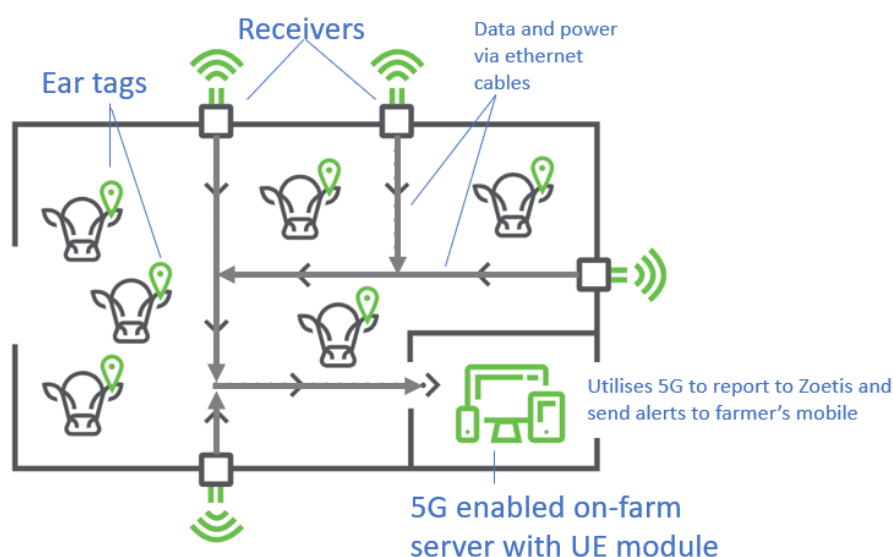 Receivers
Data and power
via ethernet
cables
Ear tags
Utilises 5G to report to Zoetis and
send alerts to farmer's mobile
5G enabled on-farm
server with UE module